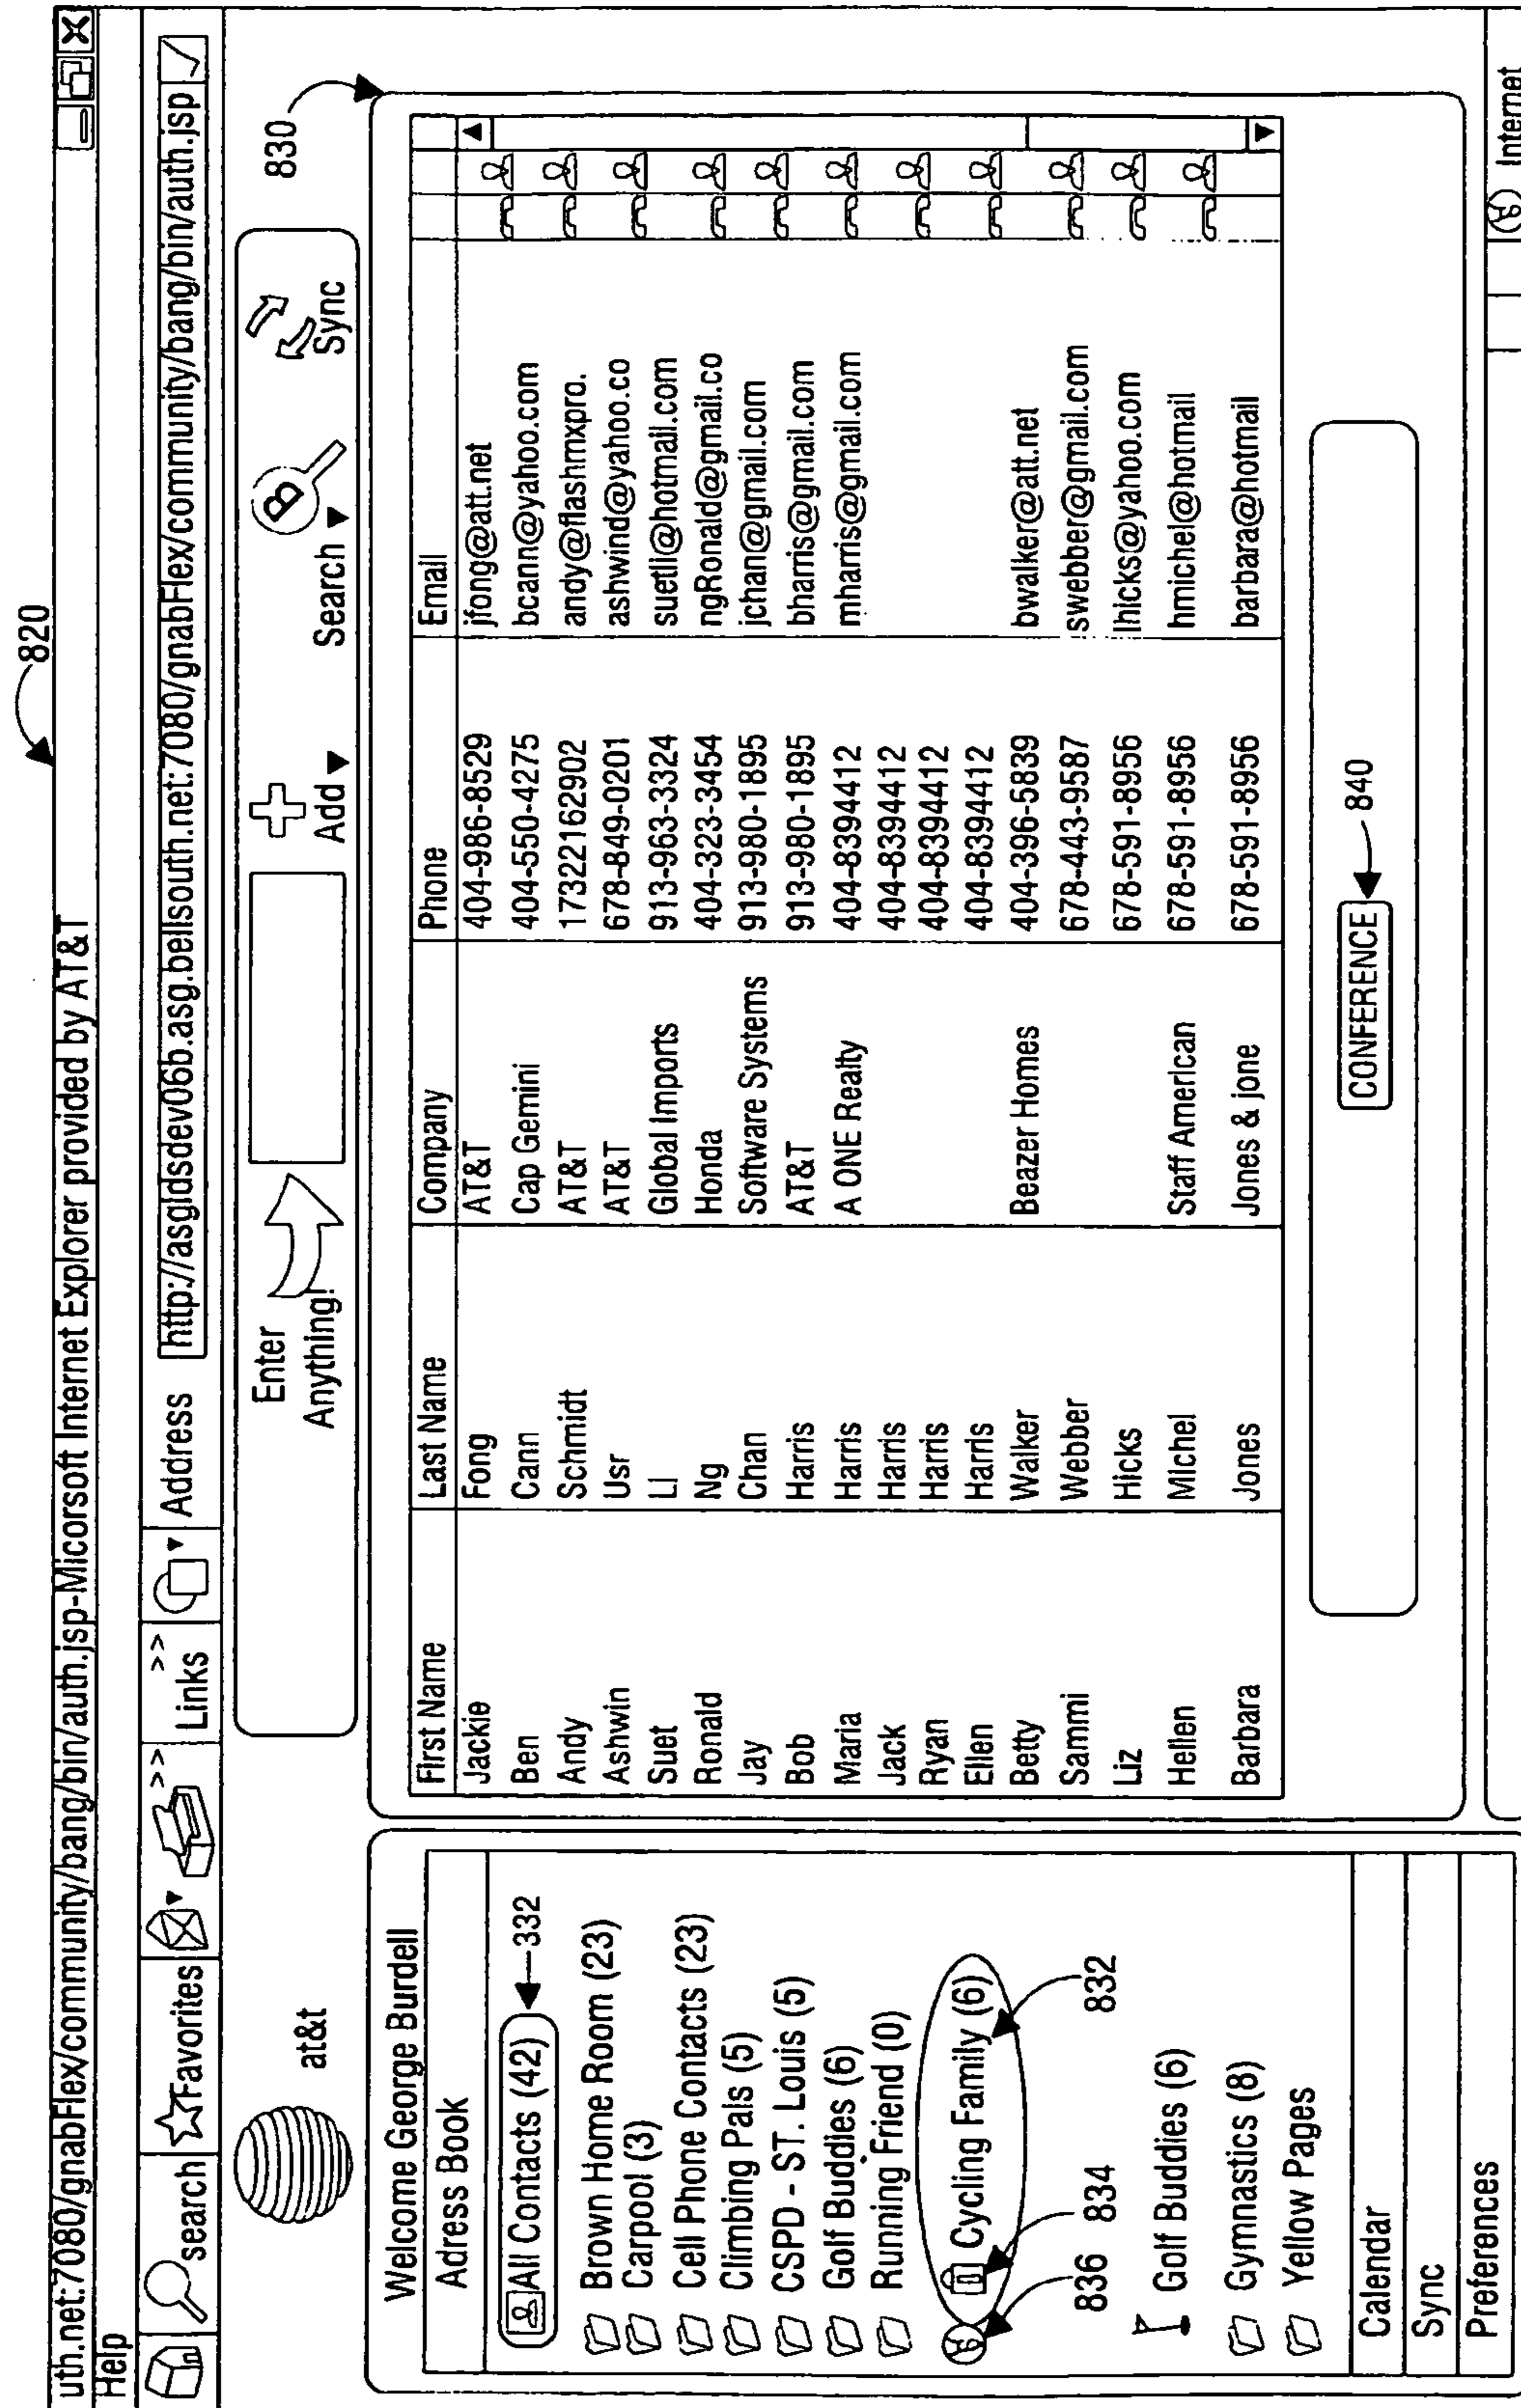 820
uth.net:7080/gnabFlex/community/bang/bin/auth.jsp-Micorsoft Internet Explorer provided by AT&T
Help
search Favorites >> >> Links Address http://asgldsdev06b.asg.bellsouth.net:7080/gnabFlex/community/bang/bin/auth.jsp
at&t
Enter
Anything!
Add
Search
B
Sync
830
Welcome George Burdell
Adress Book
All Contacts (42)
332
Brown Home Room (23)
Carpool (3)
Cell Phone Contacts (23)
Climbing Pals (5)
CSPD - ST. Louis (5)
Golf Buddies (6)
Running Friend (0)
Cycling Family (6)
836 834 832
Golf Buddies (6)
Gymnastics (8)
Yellow Pages
Calendar
Sync
Preferences
First Name Last Name Company Phone Email
Jackie Fong AT&T 404-986-8529 jfong@att.net
Ben Cann Cap Gemini 404-550-4275 bcann@yahoo.com
Andy Schmidt AT&T 17322162902 andy@flashmxpro.
Ashwin Usr AT&T 678-849-0201 ashwind@yahoo.co
Suet LI Global Imports 913-963-3324 suetli@hotmail.com
Ronald Ng Honda 404-323-3454 ngRonald@gmail.co
Jay Chan Software Systems 913-980-1895 jchan@gmail.com
Bob Harris AT&T 913-980-1895 bharris@gmail.com
Maria Harris A ONE Realty 404-8394412 mharris@gmail.com
Jack Harris 404-8394412
Ryan Harris 404-8394412
Ellen Harris 404-8394412
Betty Walker Beazer Homes 404-396-5839 bwalker@att.net
Sammi Webber 678-443-9587 swebber@gmail.com
Liz Hicks 678-591-8956 lhicks@yahoo.com
Hellen Michel Staff American 678-591-8956 hmichel@hotmail
Barbara Jones Jones & jone 678-591-8956 barbara@hotmail
CONFERENCE
840
Internet